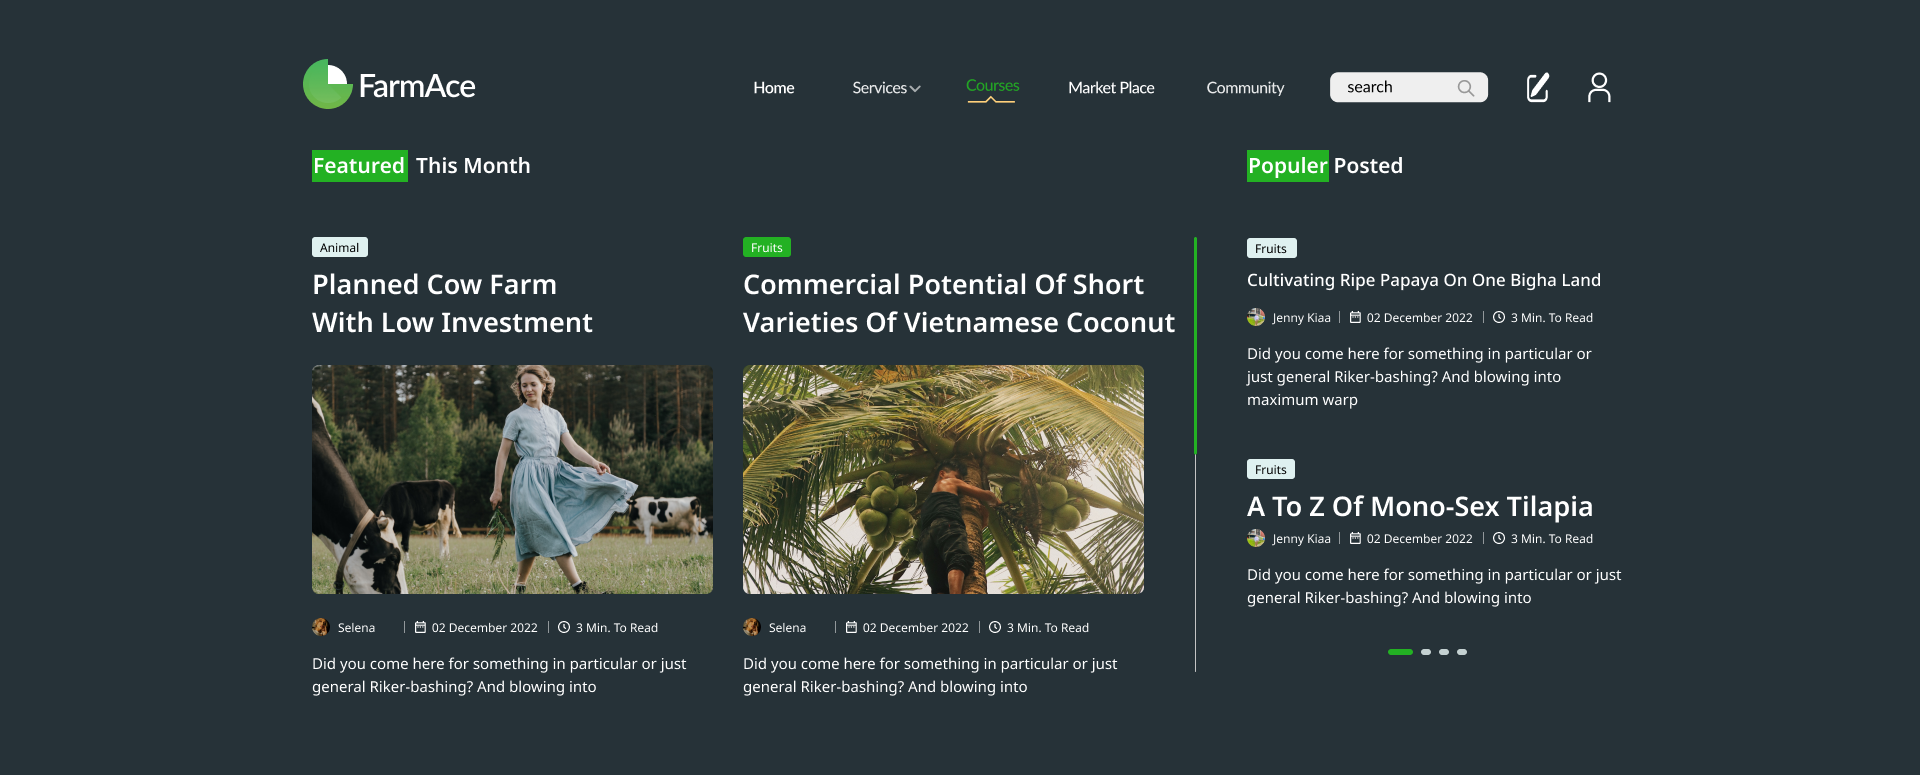 FarmAce
Home
Services
Courses
Market Place
Community
search
Featured This Month
Populer Posted
Animal
Planned Cow Farm
With Low Investment
Selena
02 December 2022
3 Min. To Read
Did you come here for something in particular or just
general Riker-bashing? And blowing into
Fruits
Commercial Potential Of Short
Varieties Of Vietnamese Coconut
Selena
02 December 2022
3 Min. To Read
Did you come here for something in particular or just
general Riker-bashing? And blowing into
Fruits
Cultivating Ripe Papaya On One Bigha Land
Jenny Kiaa
02 December 2022
3 Min. To Read
Did you come here for something in particular or
just general Riker-bashing? And blowing into
maximum warp
Fruits
A To Z Of Mono-Sex Tilapia
Jenny Kiaa
02 December 2022
3 Min. To Read
Did you come here for something in particular or just
general Riker-bashing? And blowing into